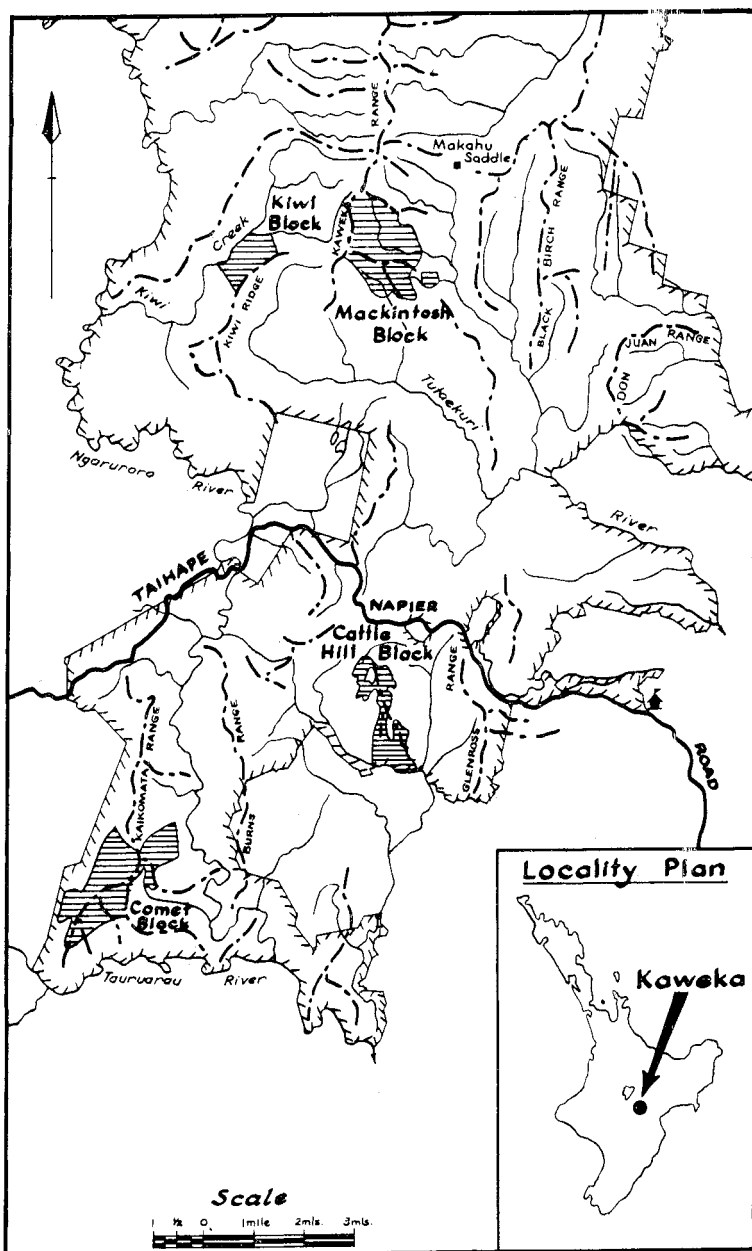 RANGE
Makahu
Saddle
Kiwi
Block
Creek
Kiwi
KAWEKA
KIWI RIDGE
Mackintosh
Block
BLACK BIRCH RANGE
DON JUAN RANGE
Tutaekuri
River
Ngaruroro River
TAIHAPE
NAPIER
ROAD
Cattle
Hill Block
RANGE
GLENROSS
KAIKOMATA RANGE
BURNS RANGE
Comet
Block
Tauruarau River
Locality Plan
Kaweka
Scale
1 ½ 0 1mile 2mls. 3mls.